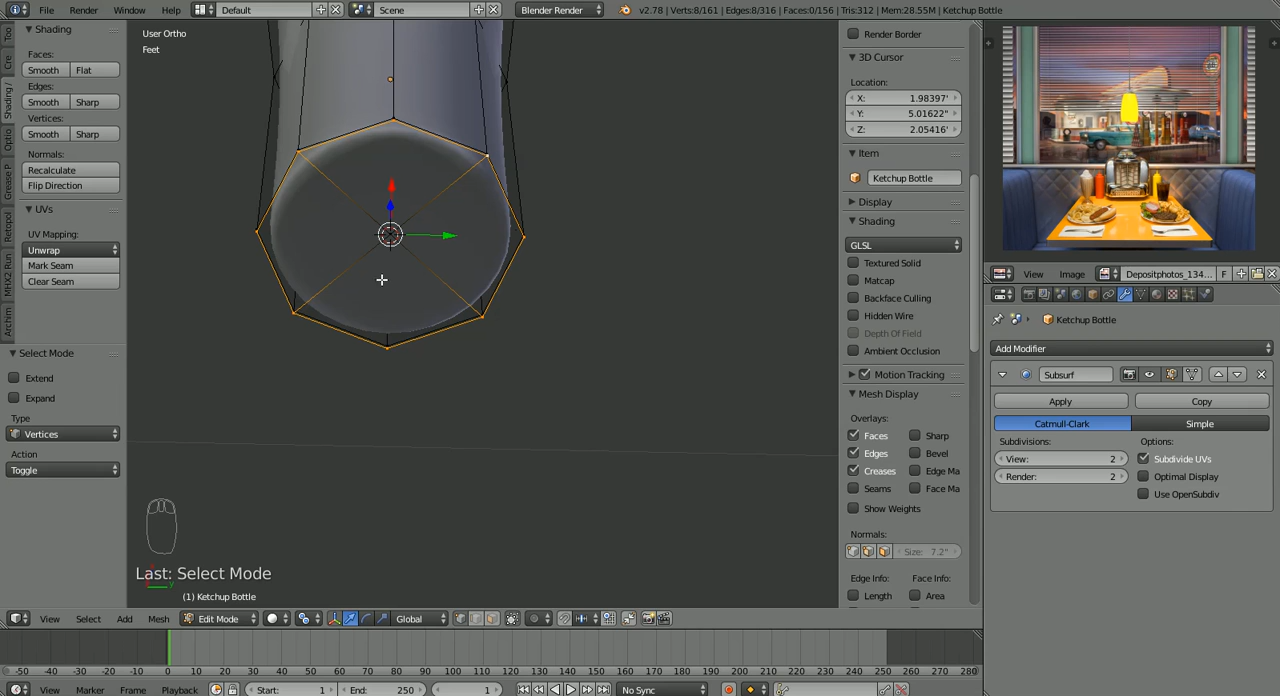 File Render Window Help Default Scene Blender Render v2.78 | Verts:8/161 | Edges:8/316 | Faces:0/156 | Tris:312 | Mem:28.55M | Ketchup Bottle
Shading
Faces:
Smooth Flat
Edges:
Smooth Sharp
Vertices:
Smooth Sharp
Normals:
Recalculate
Flip Direction
UVs
UV Mapping:
Unwrap
Mark Seam
Clear Seam
Select Mode
Extend
Expand
Type
Vertices
Action
Toggle
Too
Cre
Shading /
Optio
Grease P
Retopol
MHX2 Run
Archim
User Ortho
Feet
Last: Select Mode
(1) Ketchup Bottle
Render Border
3D Cursor
Location:
X: 1.98397'
Y: 5.01622"
Z: 2.05416'
Item
Ketchup Bottle
Display
Shading
GLSL
Textured Solid
Matcap
Backface Culling
Hidden Wire
Depth Of Field
Ambient Occlusion
Motion Tracking
Mesh Display
Overlays:
Faces Sharp
Edges Bevel
Creases Edge Ma
Seams Face Ma
Show Weights
Normals:
Size: 7.2"
Edge Info: Face Info:
Length Area
View Image Depositphotos_134... F
Ketchup Bottle
Add Modifier
Subsurf
Apply Copy
Catmull-Clark Simple
Subdivisions: Options:
View: 2 Subdivide UVs
Render: 2 Optimal Display
Use OpenSubdiv
View Select Add Mesh Edit Mode Global
-50 -40 -30 -20 -10 0 10 20 30 40 50 60 70 80 90 100 110 120 130 140 150 160 170 180 190 200 210 220 230 240 250 260 270 280
View Marker Frame Playback Start: 1 End: 250 1 No Sync